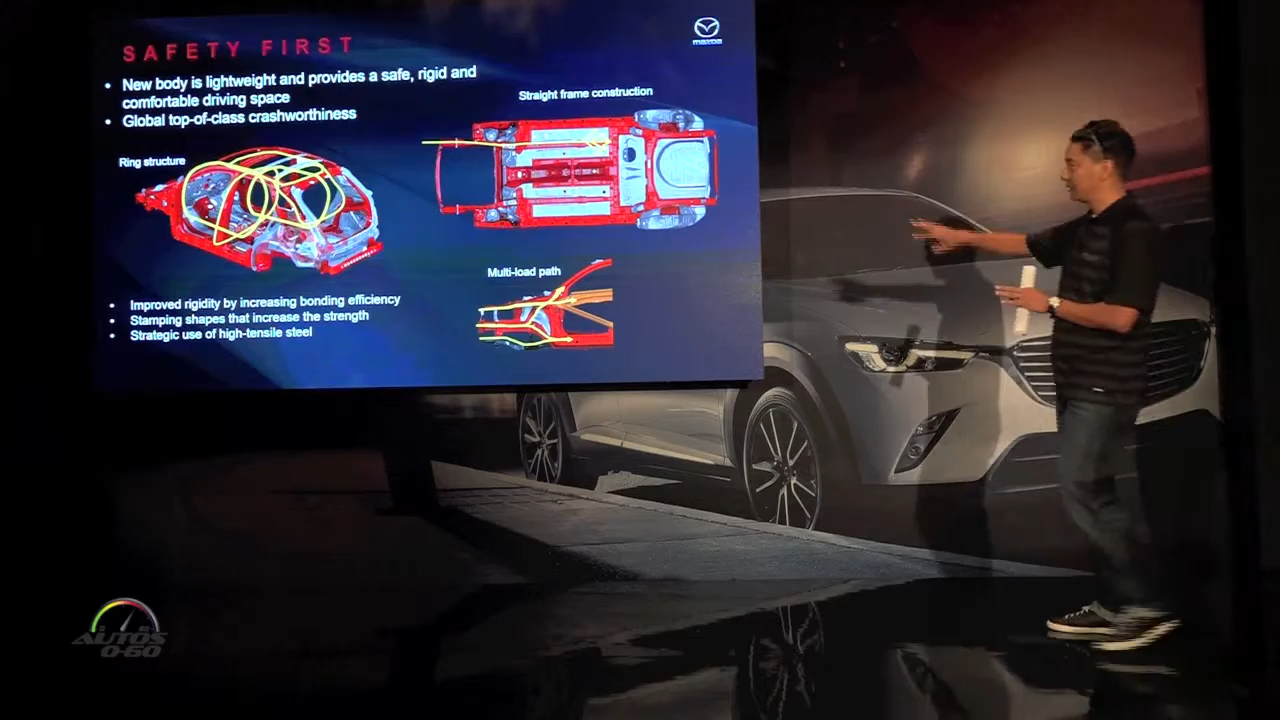 SAFETY FIRST
mazda
• New body is lightweight and provides a safe, rigid and
comfortable driving space
• Global top-of-class crashworthiness
Straight frame construction
Ring structure
Multi-load path
• Improved rigidity by increasing bonding efficiency
• Stamping shapes that increase the strength
• Strategic use of high-tensile steel
AUTOS
0-60